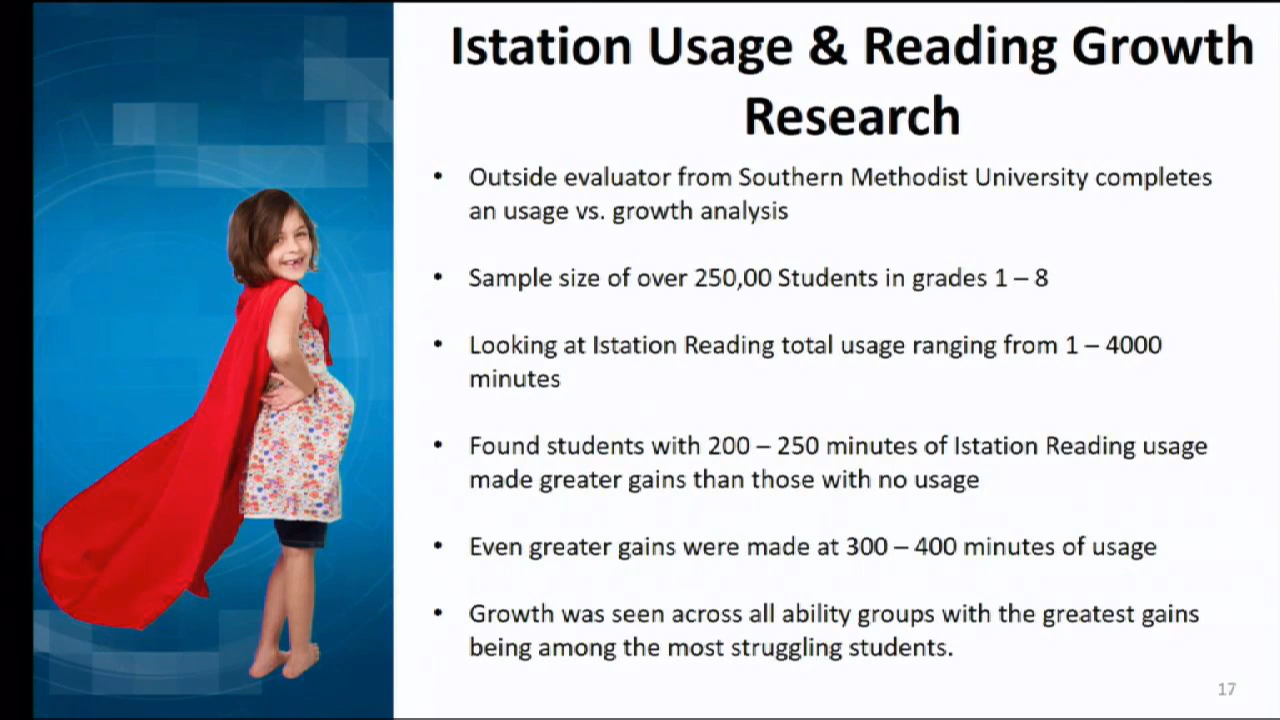 Istation Usage & Reading Growth
Research
• Outside evaluator from Southern Methodist University completes
an usage vs. growth analysis
• Sample size of over 250,00 Students in grades 1 – 8
• Looking at Istation Reading total usage ranging from 1 – 4000
minutes
• Found students with 200 – 250 minutes of Istation Reading usage
made greater gains than those with no usage
• Even greater gains were made at 300 – 400 minutes of usage
• Growth was seen across all ability groups with the greatest gains
being among the most struggling students.
17